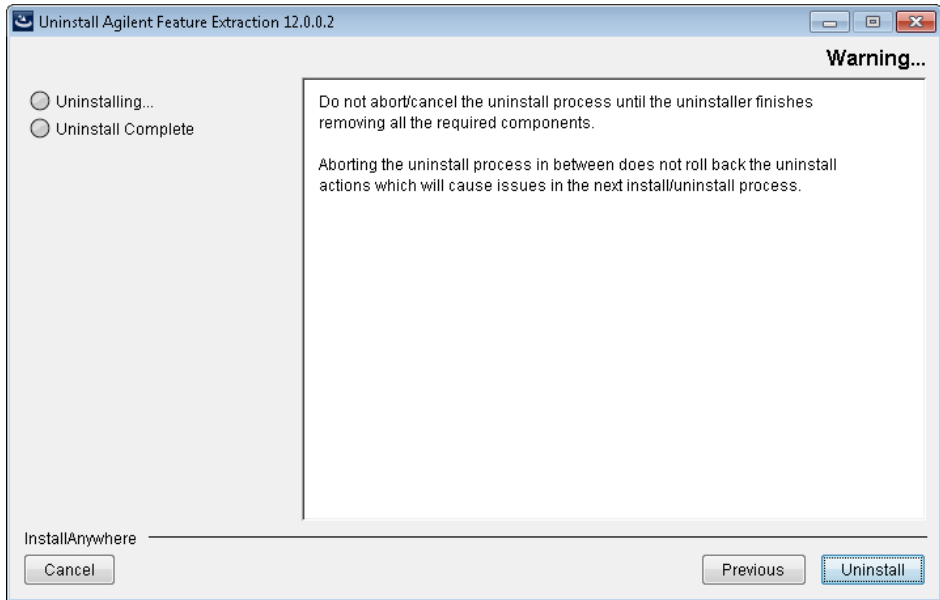 Uninstall Agilent Feature Extraction 12.0.0.2
Warning...
Uninstalling...
Uninstall Complete
Do not abort/cancel the uninstall process until the uninstaller finishes
removing all the required components.
Aborting the uninstall process in between does not roll back the uninstall
actions which will cause issues in the next install/uninstall process.
InstallAnywhere
Cancel
Previous
Uninstall